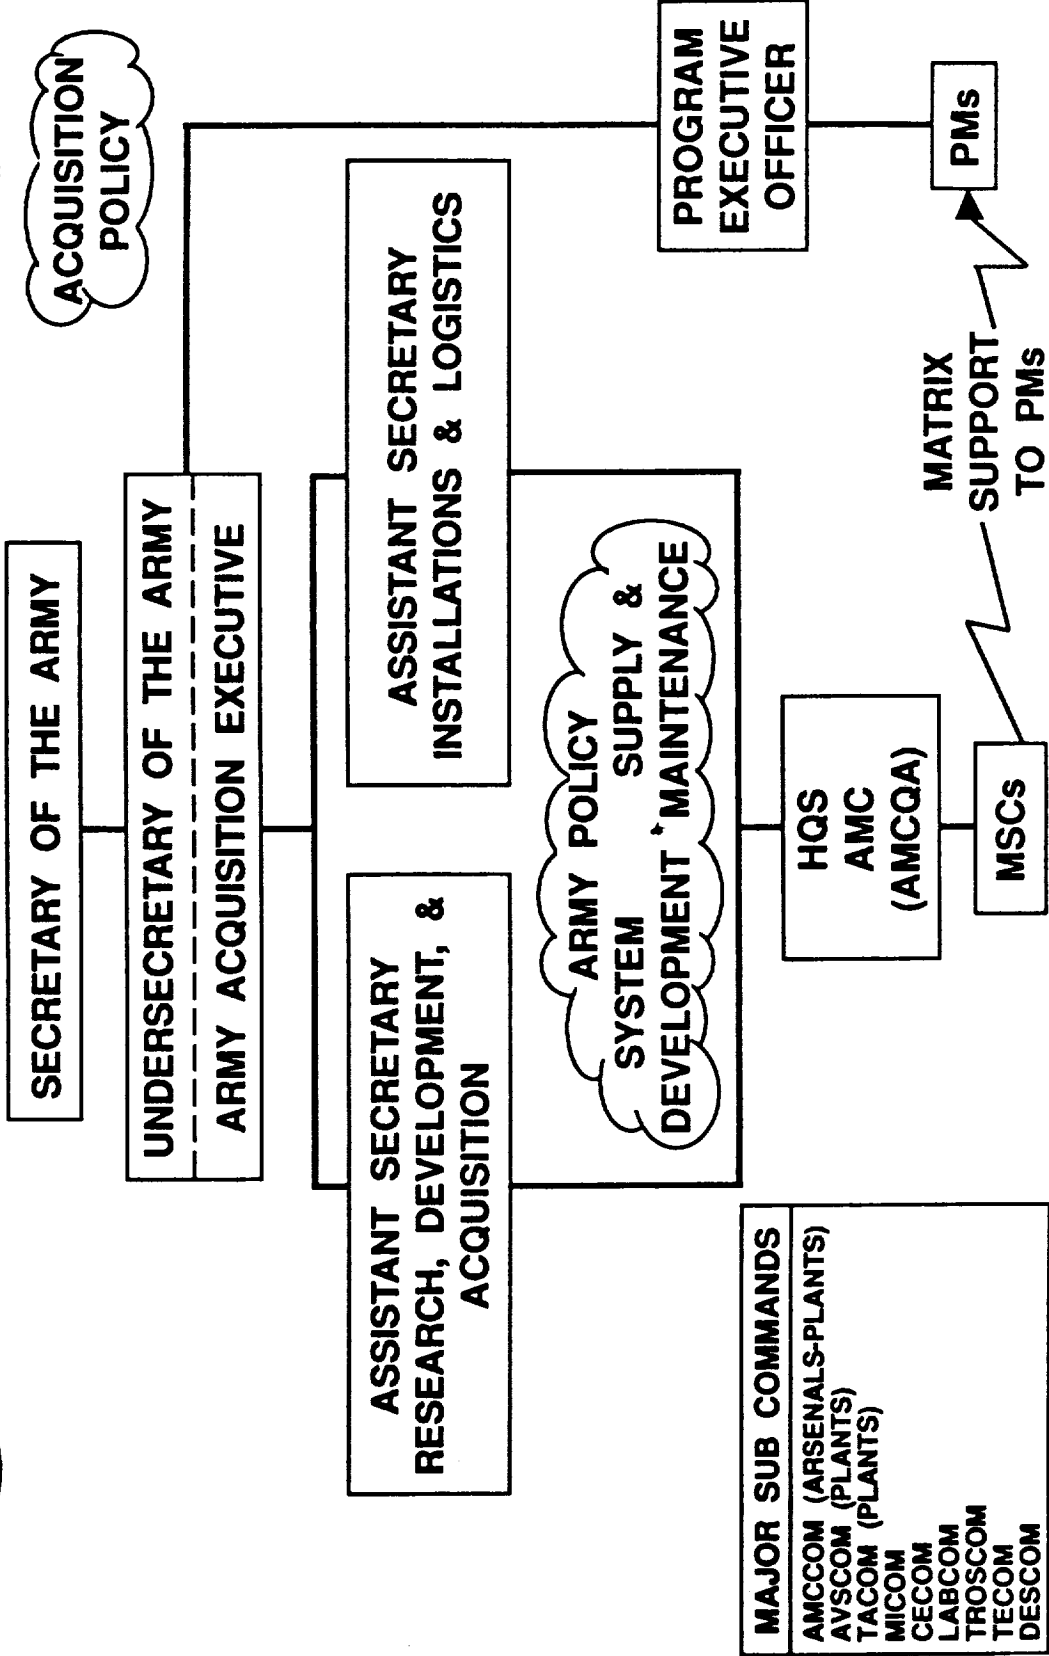 ACQUISITION
POLICY
SECRETARY OF THE ARMY
UNDERSECRETARY OF THE ARMY
ARMY ACQUISITION EXECUTIVE
ASSISTANT SECRETARY
RESEARCH, DEVELOPMENT, &
ACQUISITION
ASSISTANT SECRETARY
INSTALLATIONS & LOGISTICS
ARMY POLICY
SYSTEM SUPPLY &
DEVELOPMENT * MAINTENANCE
PROGRAM
EXECUTIVE
OFFICER
HQS
AMC
(AMCQA)
MSCs
MATRIX
SUPPORT
TO PMs
PMs
MAJOR SUB COMMANDS
AMCCOM (ARSENALS-PLANTS)
AVSCOM (PLANTS)
TACOM (PLANTS)
MICOM
CECOM
LABCOM
TROSCOM
TECOM
DESCOM